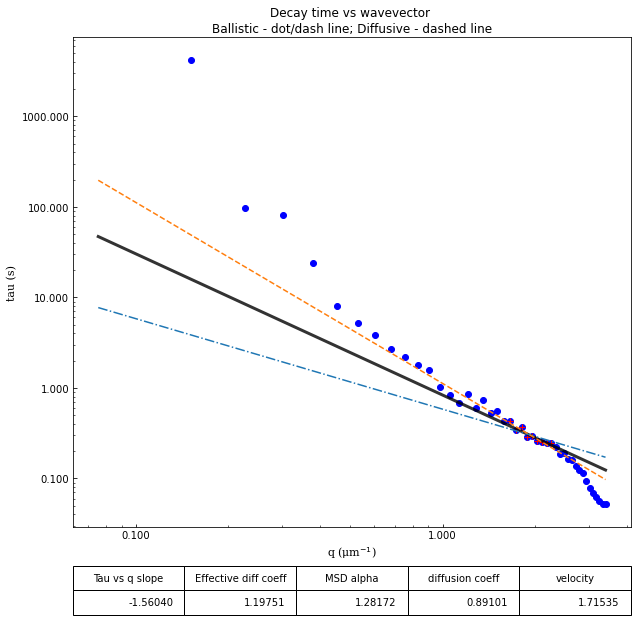 Decay time vs wavevector
Ballistic - dot/dash line; Diffusive - dashed line
tau (s)
1000.000
100.000
10.000
1.000
0.100
0.100 1.000
q (μm⁻¹)
Tau vs q slope Effective diff coeff MSD alpha diffusion coeff velocity
-1.56040 1.19751 1.28172 0.89101 1.71535